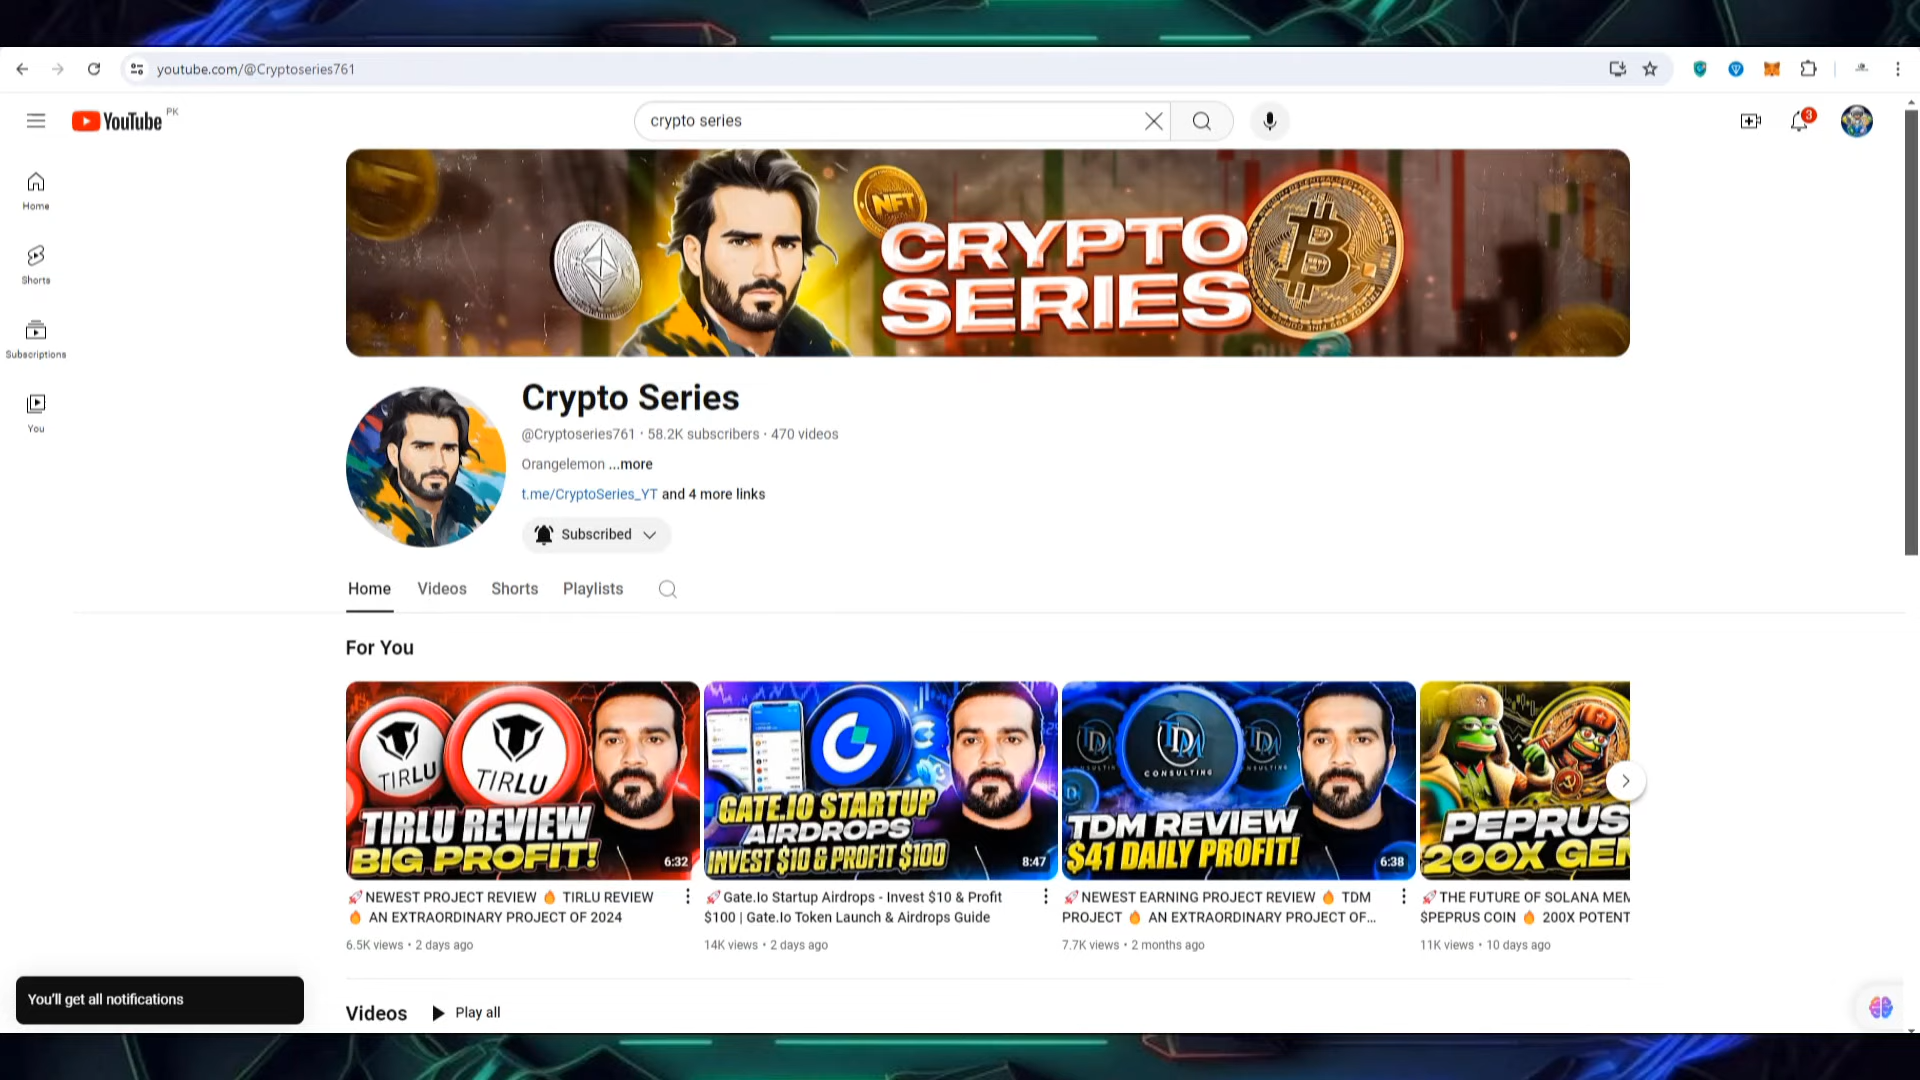 youtube.com/@Cryptoseries761
YouTube PK
crypto series
3
Home
Shorts
Subscriptions
You
NFT
CRYPTO
SERIES
Crypto Series
@Cryptoseries761 · 58.2K subscribers · 470 videos
Orangelemon ...more
t.me/CryptoSeries_YT and 4 more links
Subscribed
Home Videos Shorts Playlists
For You
TIRLU
TIRLU
TIRLU REVIEW
BIG PROFIT!
6:32
GATE.IO STARTUP
AIRDROPS
INVEST $10 & PROFIT $100
8:47
TDM
CONSULTING
TDM REVIEW
$41 DAILY PROFIT!
6:38
PEPRUS
200X GEM
🚀NEWEST PROJECT REVIEW 🔥 TIRLU REVIEW
🔥 AN EXTRAORDINARY PROJECT OF 2024
6.5K views · 2 days ago
🚀Gate.Io Startup Airdrops - Invest $10 & Profit
$100 | Gate.Io Token Launch & Airdrops Guide
14K views · 2 days ago
🚀NEWEST EARNING PROJECT REVIEW 🔥 TDM
PROJECT 🔥 AN EXTRAORDINARY PROJECT OF...
7.7K views · 2 months ago
🚀THE FUTURE OF SOLANA MEM
$PEPRUS COIN 🔥 200X POTENT
11K views · 10 days ago
You'll get all notifications
Videos Play all